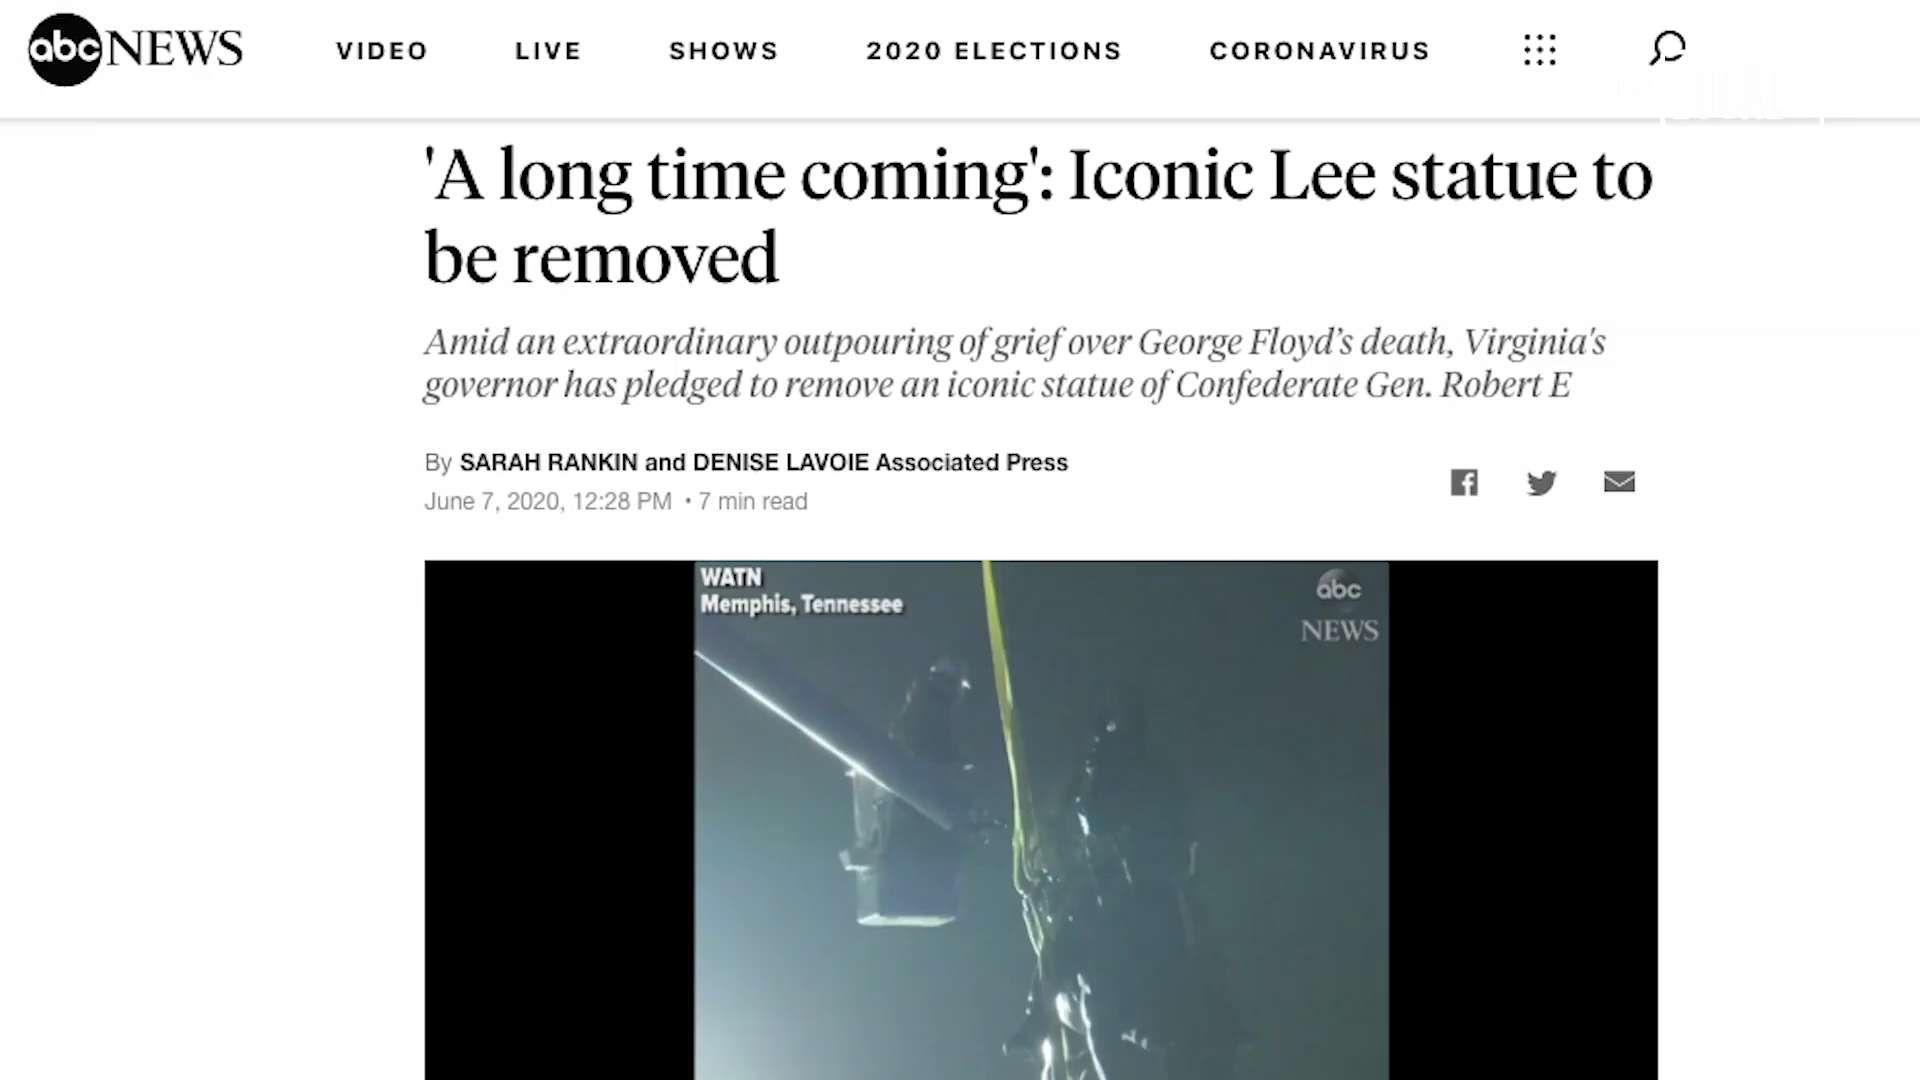 abc NEWS VIDEO LIVE SHOWS 2020 ELECTIONS CORONAVIRUS
'A long time coming': Iconic Lee statue to
be removed
Amid an extraordinary outpouring of grief over George Floyd’s death, Virginia's
governor has pledged to remove an iconic statue of Confederate Gen. Robert E
By SARAH RANKIN and DENISE LAVOIE Associated Press
June 7, 2020, 12:28 PM • 7 min read
WATN
Memphis, Tennessee
abc
NEWS